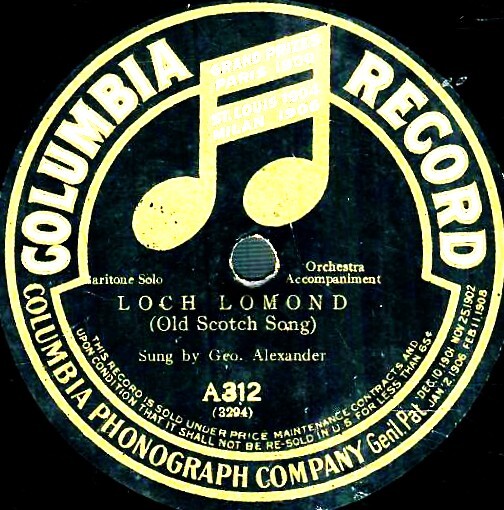 COLUMBIA RECORD
GRAND PRIZES
PARIS 1900
ST. LOUIS 1904
MILAN 1906
Baritone Solo
Orchestra
Accompaniment
LOCH LOMOND
(Old Scotch Song)
Sung by Geo. Alexander
A312
(3294)
THIS RECORD IS SOLD UNDER PRICE MAINTENANCE CONTRACTS AND
UPON CONDITION THAT IT SHALL NOT BE RE-SOLD IN U.S. FOR LESS THAN 65¢
COLUMBIA PHONOGRAPH COMPANY Genl, Pat. DEC. 10, 1901, NOV. 25, 1902
JAN. 2, 1906 FEB. 11, 1908